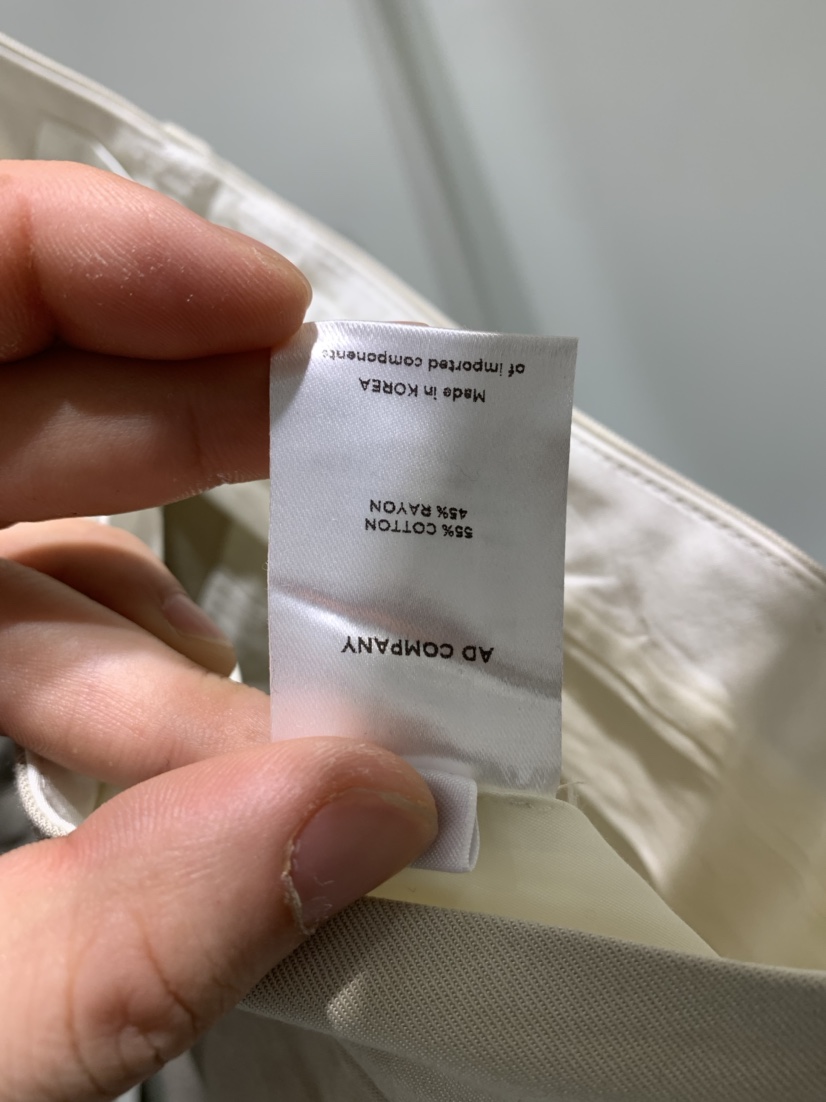 AD COMPANY
55% COTTON
45% RAYON
Made in KOREA
of imported components